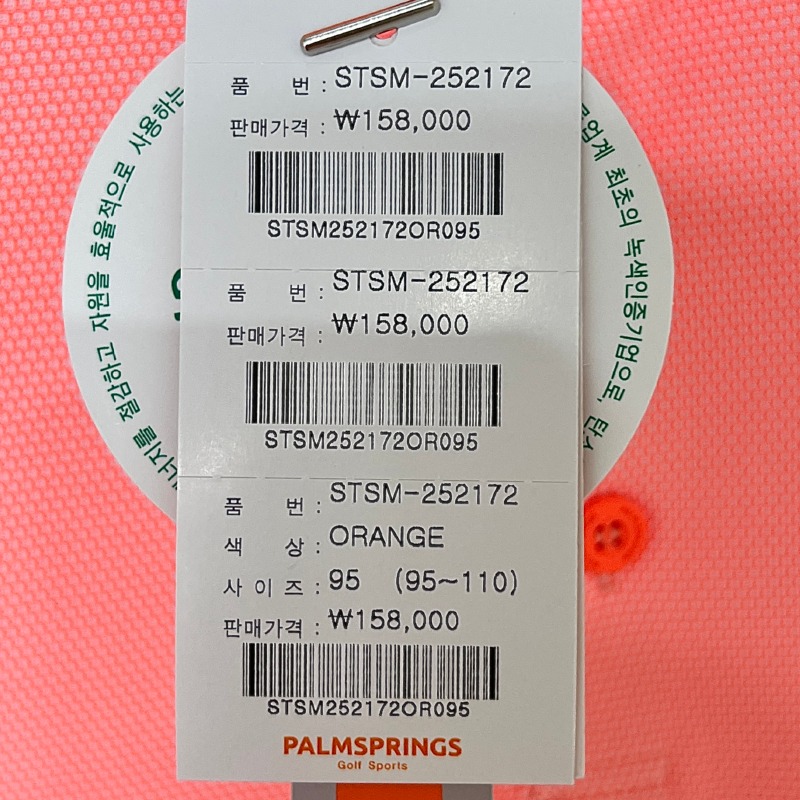 품 번 : STSM-252172
판매가격 : ₩158,000
STSM252172OR095
품 번 : STSM-252172
판매가격 : ₩158,000
STSM252172OR095
품 번 : STSM-252172
색 상 : ORANGE
사 이 즈 : 95 (95~110)
판매가격 : ₩158,000
STSM252172OR095
PALMSPRINGS
Golf Sports
절감하고 자원을 효율적으로 사용하는
최초의 녹색인증기업으로,